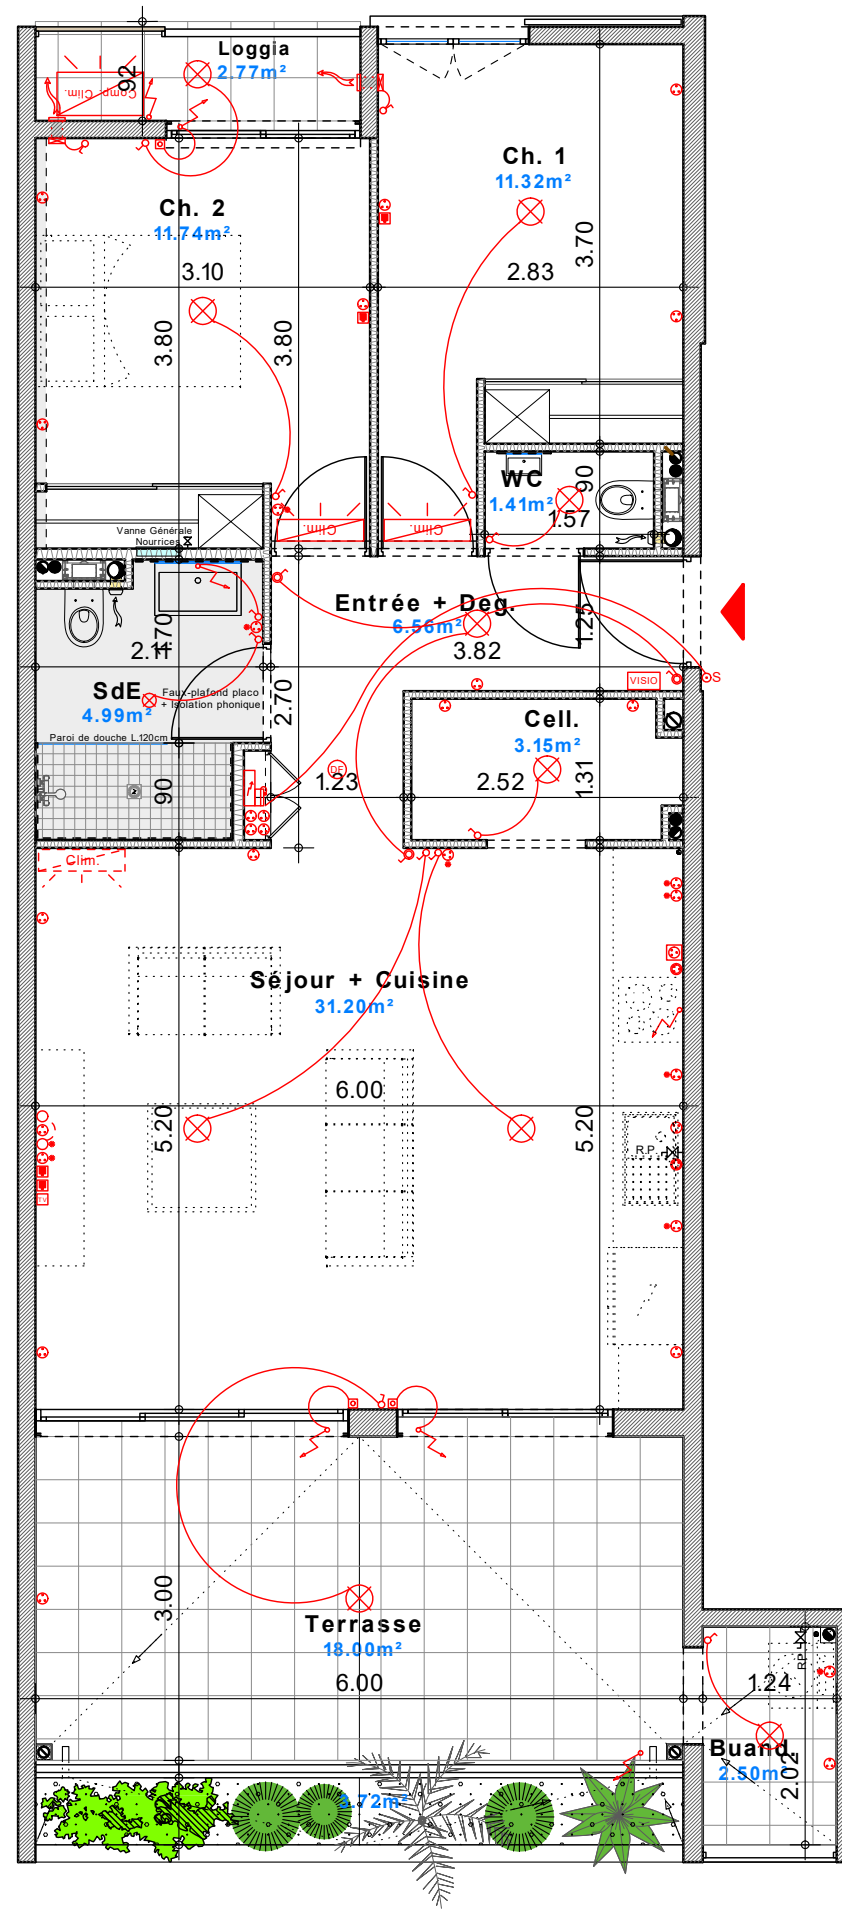 Loggia
2.77m²
92
Comp. Clim.
Ch. 1
11.32m²
3.70
2.83
Ch. 2
11.74m²
3.10
3.80
3.80
WC
1.41m²
90
1.57
Vanne Générale
Nourrices
Clim.
Clim.
Entrée + Deg.
6.56m²
1.25
3.82
2.11
1.70
SdE
4.99m²
Faux-plafond placo
+ Isolation phonique
2.70
VISIO
S
Paroi de douche L.120cm
90
Cell.
3.15m²
DF
1.23
2.52
1.31
Clim.
Séjour + Cuisine
31.20m²
6.00
5.20
5.20
R.P.
TV
3.00
Terrasse
18.00m²
6.00
R.P.
1.24
Buand.
2.50m²
2.02
3.72m²